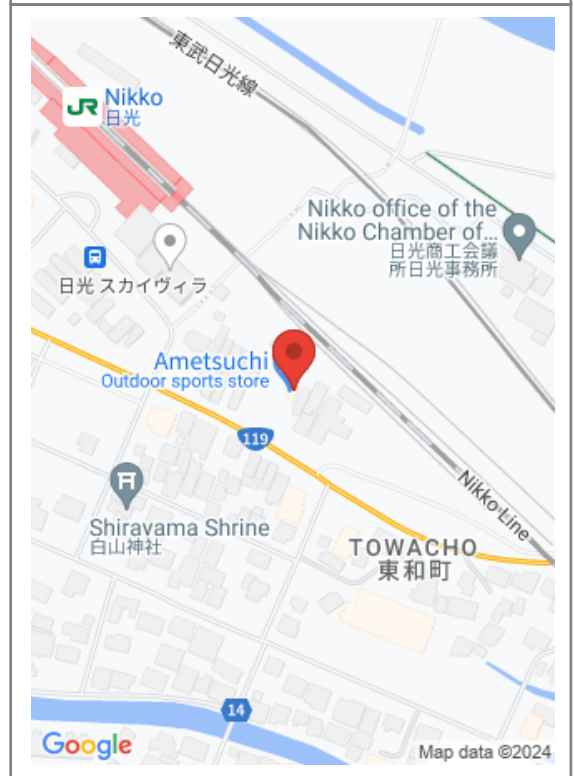 東武日光線
JR
Nikko
日光
Nikko office of the
Nikko Chamber of...
日光商工会議
所日光事務所
日光 スカイヴィラ
Ametsuchi
Outdoor sports store
119
Nikko Line
Shirayama Shrine
白山神社
TOWACHO
東和町
14
Google
Map data ©2024